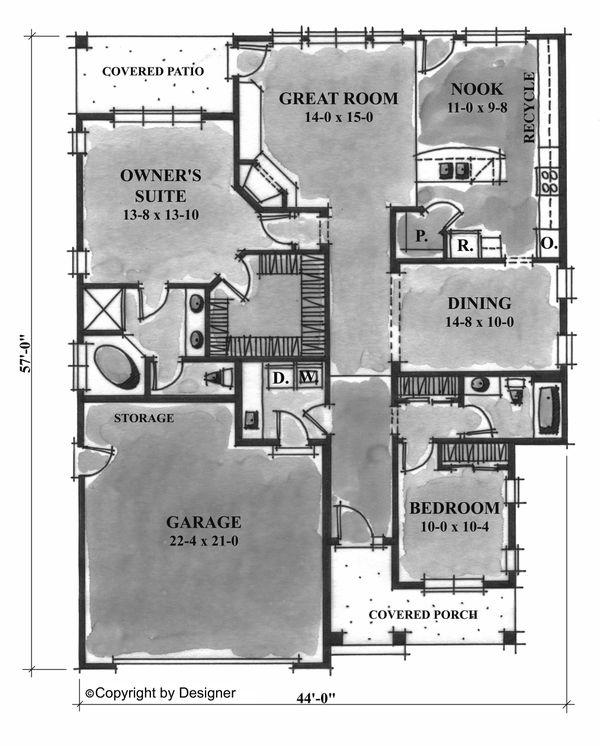 COVERED PATIO
GREAT ROOM
14-0 x 15-0
NOOK
11-0 x 9-8
RECYCLE
OWNER'S
SUITE
13-8 x 13-10
P.
R.
O.
DINING
14-8 x 10-0
57'-0"
D.
W.
STORAGE
GARAGE
22-4 x 21-0
BEDROOM
10-0 x 10-4
COVERED PORCH
©Copyright by Designer
44'-0"